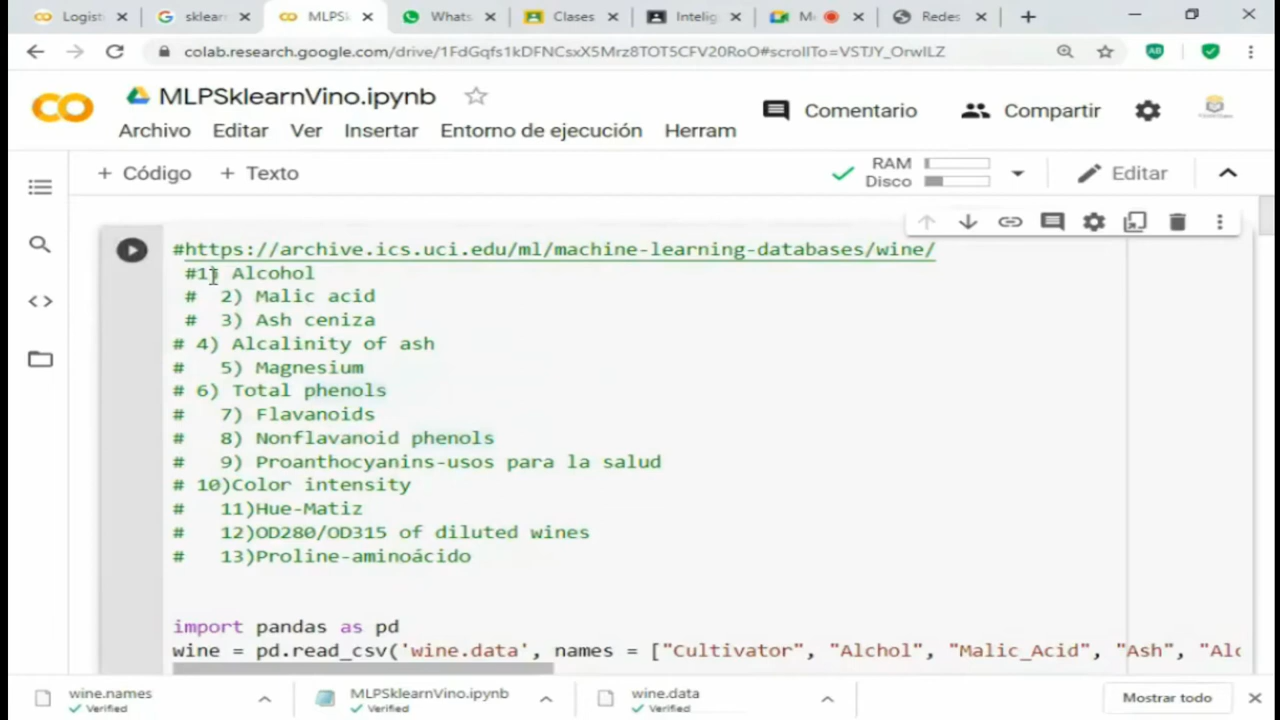 Logist
sklear
MLPSk
Whats
Clases
Intelig
M
Redes
colab.research.google.com/drive/1FdGqfs1kDFNCsxX5Mrz8TOT5CFV20RoO#scrollTo=VSTJY_OrwILZ
MLPSklearnVino.ipynb
Comentario
Compartir
Archivo Editar Ver Insertar Entorno de ejecución Herram
+ Código + Texto
RAM
Disco
Editar
#https://archive.ics.uci.edu/ml/machine-learning-databases/wine/
#1) Alcohol
# 2) Malic acid
# 3) Ash ceniza
# 4) Alcalinity of ash
# 5) Magnesium
# 6) Total phenols
# 7) Flavanoids
# 8) Nonflavanoid phenols
# 9) Proanthocyanins-usos para la salud
# 10)Color intensity
# 11)Hue-Matiz
# 12)OD280/OD315 of diluted wines
# 13)Proline-aminoácido
import pandas as pd
wine = pd.read_csv('wine.data', names = ["Cultivator", "Alchol", "Malic_Acid", "Ash", "Alc
wine.names
Verified
MLPSklearnVino.ipynb
Verified
wine.data
Verified
Mostrar todo